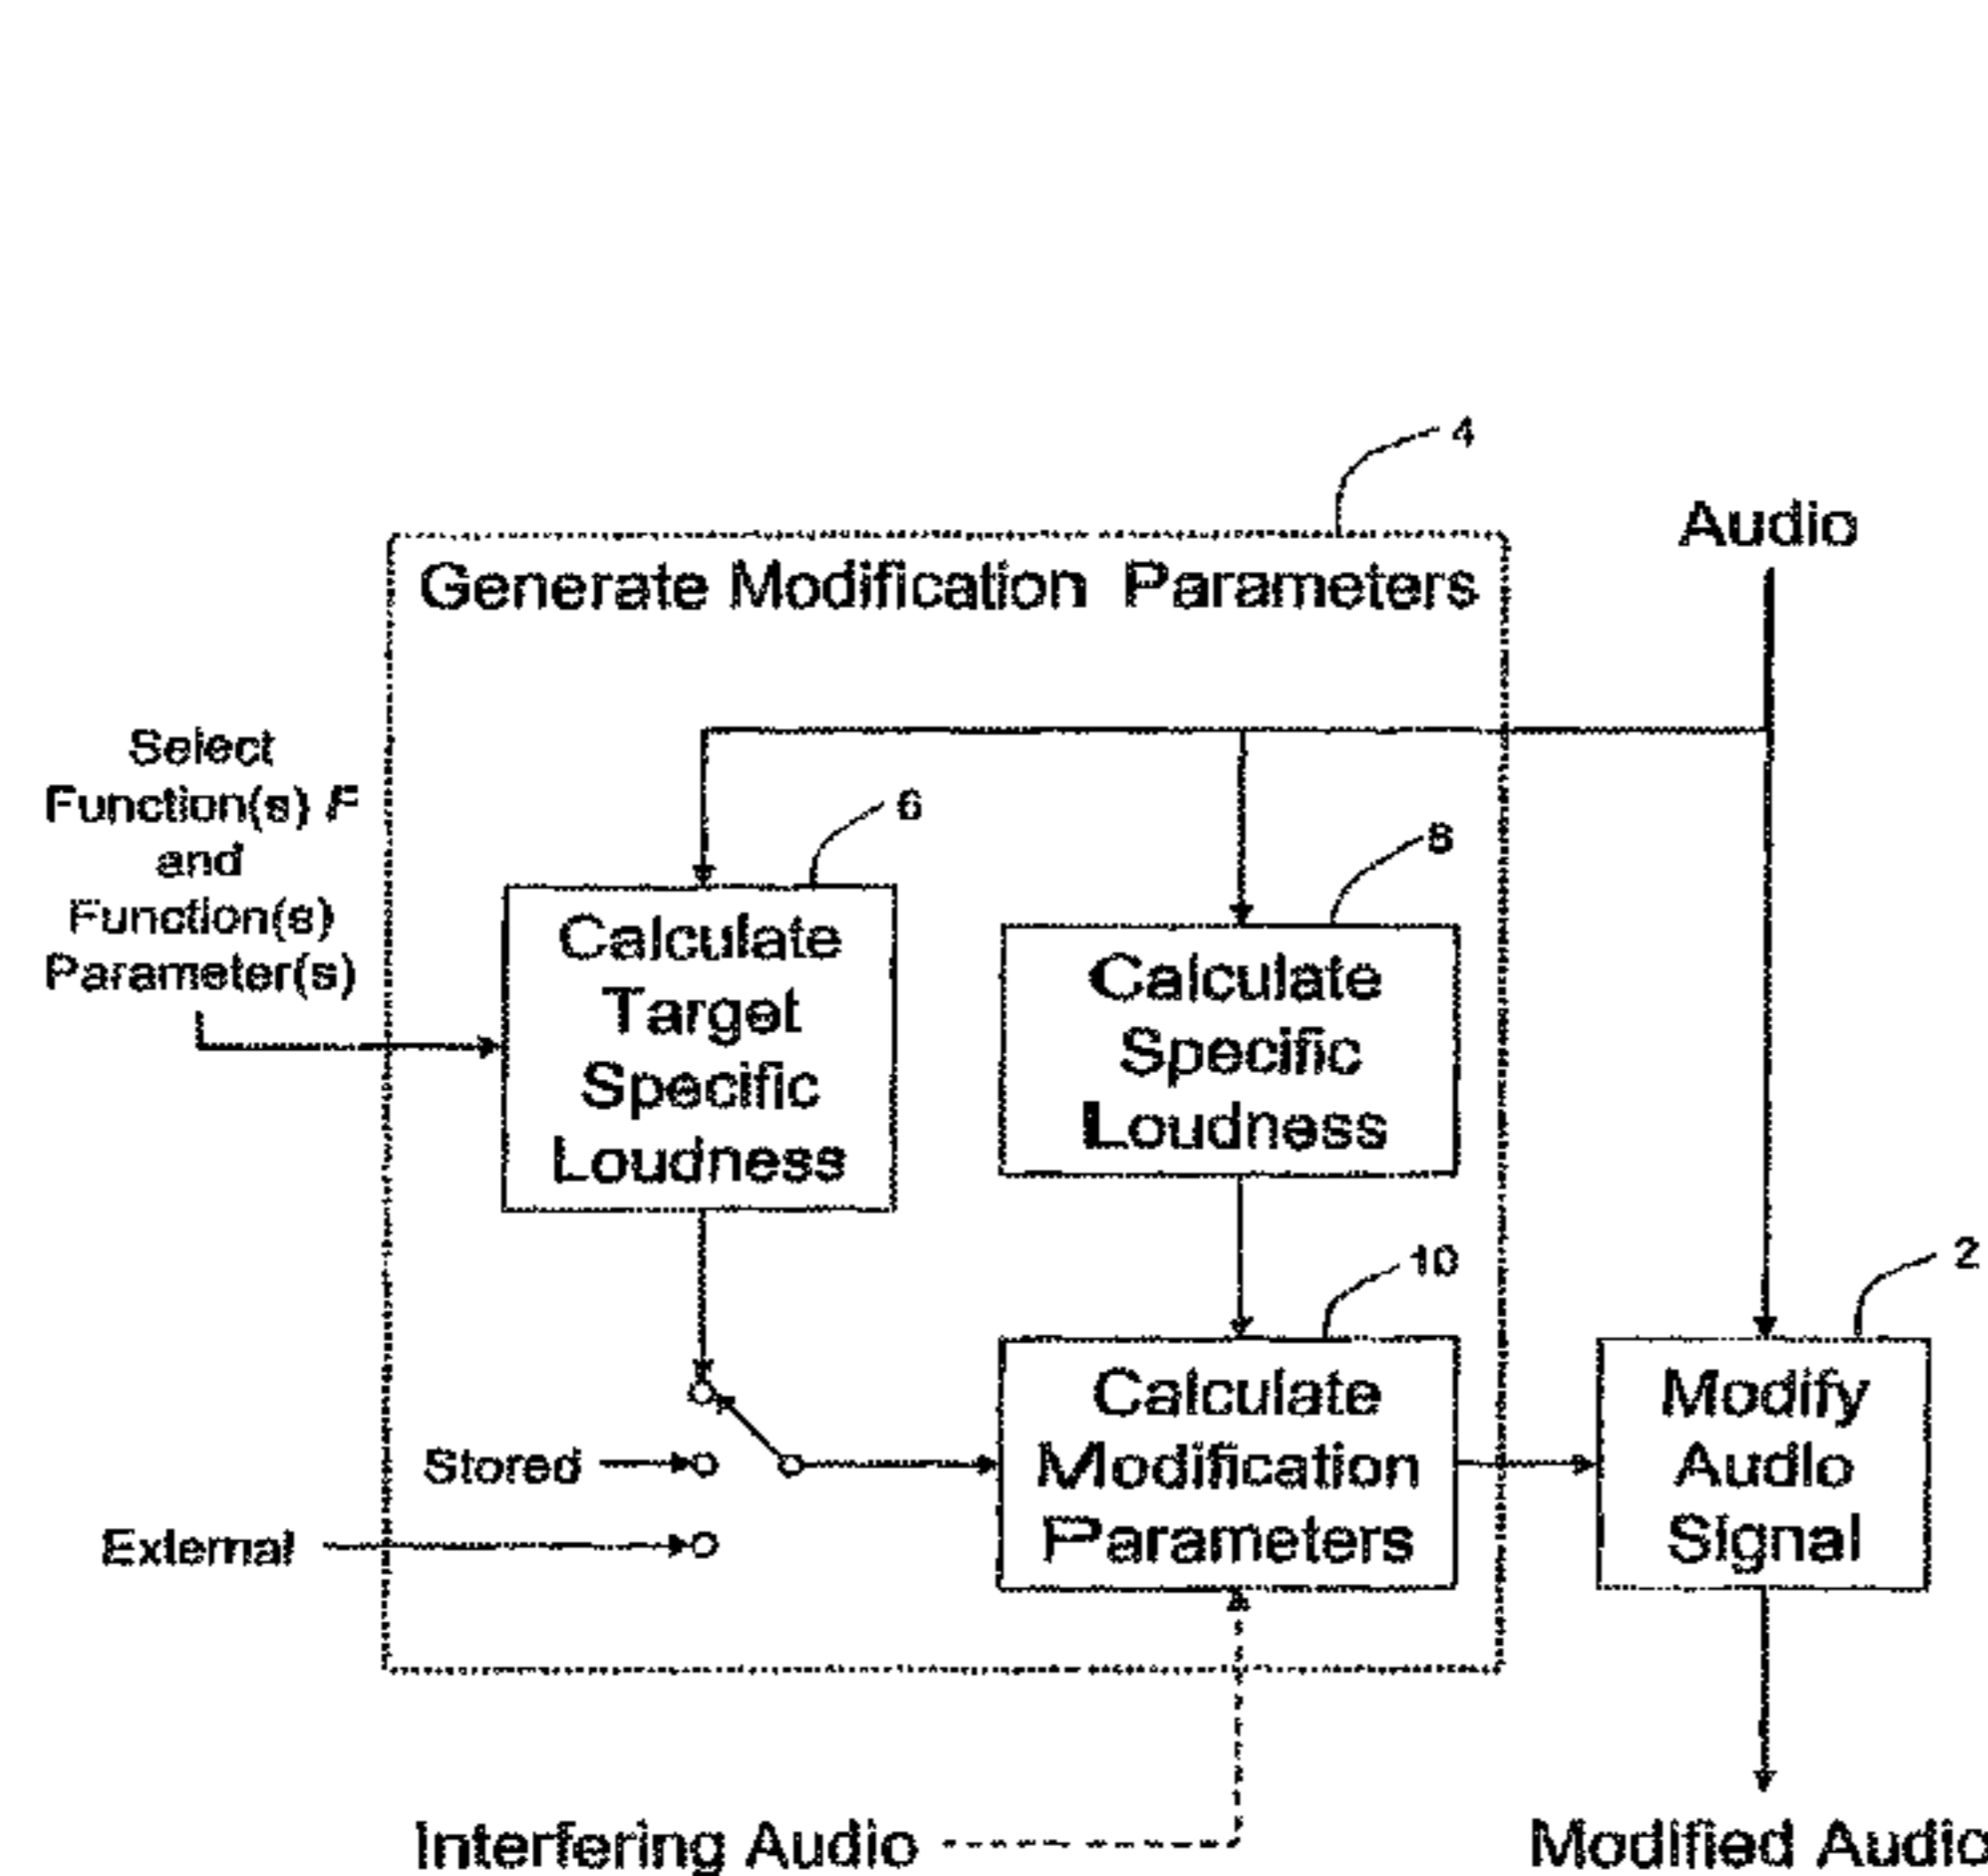 4
Audio
Generate Modification Parameters
Select
Function(s) F
and
Function(s)
Parameter(s)
6
8
Calculate
Target
Specific
Loudness
Calculate
Specific
Loudness
10
2
Calculate
Modification
Parameters
Modify
Audio
Signal
Stored
External
Interfering Audio
Modified Audio